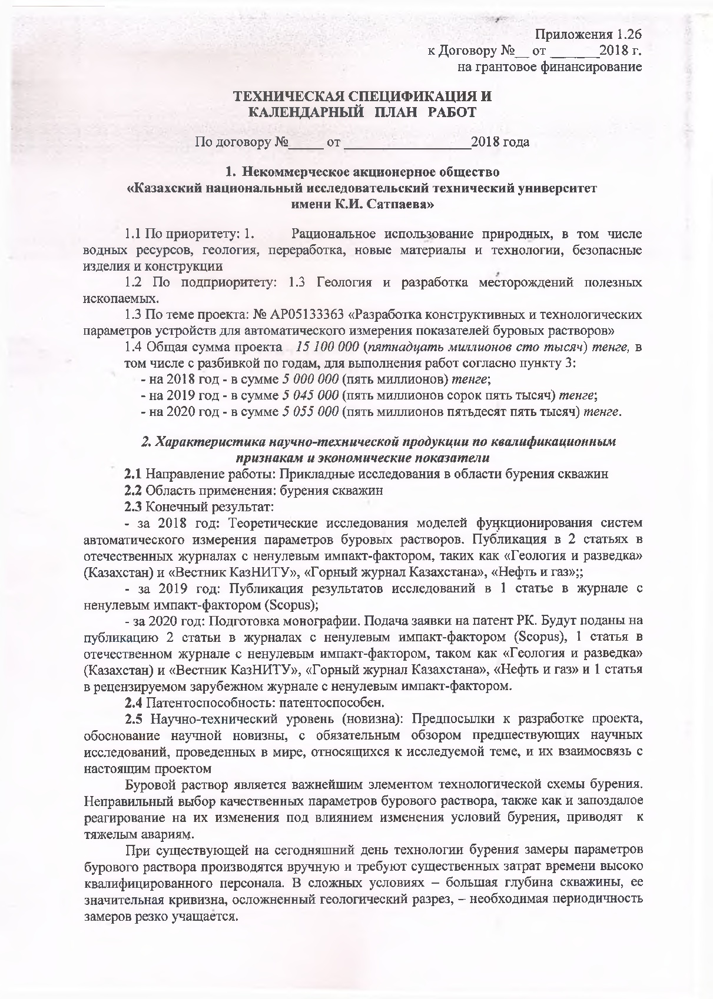 Приложения 1.26
к Договору №__ от _______2018 г.
на грантовое финансирование
ТЕХНИЧЕСКАЯ СПЕЦИФИКАЦИЯ И
КАЛЕНДАРНЫЙ ПЛАН РАБОТ
По договору №_____ от __________________2018 года
1. Некоммерческое акционерное общество
«Казахский национальный исследовательский технический университет
имени К.И. Сатпаева»
1.1 По приоритету: 1. Рациональное использование природных, в том числе
водных ресурсов, геология, переработка, новые материалы и технологии, безопасные
изделия и конструкции
1.2 По подприоритету: 1.3 Геология и разработка месторождений полезных
ископаемых.
1.3 По теме проекта: № АР05133363 «Разработка конструктивных и технологических
параметров устройств для автоматического измерения показателей буровых растворов»
1.4 Общая сумма проекта 15 100 000 (пятнадцать миллионов сто тысяч) тенге, в
том числе с разбивкой по годам, для выполнения работ согласно пункту 3:
- на 2018 год - в сумме 5 000 000 (пять миллионов) тенге;
- на 2019 год - в сумме 5 045 000 (пять миллионов сорок пять тысяч) тенге;
- на 2020 год - в сумме 5 055 000 (пять миллионов пятьдесят пять тысяч) тенге.
2. Характеристика научно-технической продукции по квалификационным
признакам и экономические показатели
2.1 Направление работы: Прикладные исследования в области бурения скважин
2.2 Область применения: бурения скважин
2.3 Конечный результат:
- за 2018 год: Теоретические исследования моделей функционирования систем
автоматического измерения параметров буровых растворов. Публикация в 2 статьях в
отечественных журналах с ненулевым импакт-фактором, таких как «Геология и разведка»
(Казахстан) и «Вестник КазНИТУ», «Горный журнал Казахстана», «Нефть и газ»;;
- за 2019 год: Публикация результатов исследований в 1 статье в журнале с
ненулевым импакт-фактором (Scopus);
- за 2020 год: Подготовка монографии. Подача заявки на патент РК. Будут поданы на
публикацию 2 статьи в журналах с ненулевым импакт-фактором (Scopus), 1 статья в
отечественном журнале с ненулевым импакт-фактором, таком как «Геология и разведка»
(Казахстан) и «Вестник КазНИТУ», «Горный журнал Казахстана», «Нефть и газ» и 1 статья
в рецензируемом зарубежном журнале с ненулевым импакт-фактором.
2.4 Патентоспособность: патентоспособен.
2.5 Научно-технический уровень (новизна): Предпосылки к разработке проекта,
обоснование научной новизны, с обязательным обзором предшествующих научных
исследований, проведенных в мире, относящихся к исследуемой теме, и их взаимосвязь с
настоящим проектом
Буровой раствор является важнейшим элементом технологической схемы бурения.
Неправильный выбор качественных параметров бурового раствора, также как и запоздалое
реагирование на их изменения под влиянием изменения условий бурения, приводят к
тяжелым авариям.
При существующей на сегодняшний день технологии бурения замеры параметров
бурового раствора производятся вручную и требуют существенных затрат времени высоко
квалифицированного персонала. В сложных условиях – большая глубина скважины, ее
значительная кривизна, осложненный геологический разрез, – необходимая периодичность
замеров резко учащается.